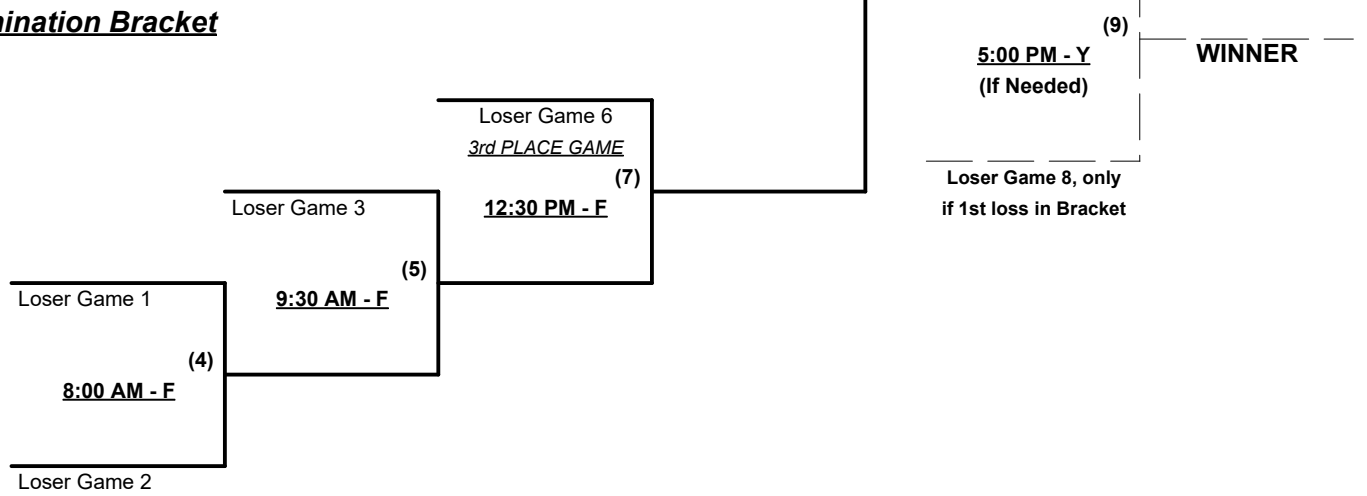 Bracket
(9)
5:00 PM - Y
WINNER
(If Needed)
Loser Game 6
3rd PLACE GAME
(7)
12:30 PM - F
Loser Game 8, only
if 1st loss in Bracket
Loser Game 3
(5)
9:30 AM - F
Loser Game 1
(4)
8:00 AM - F
Loser Game 2